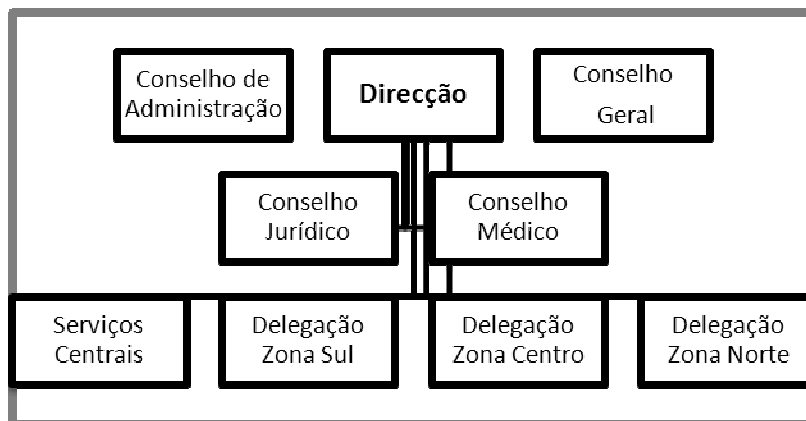 Conselho de
Administração
Direcção
Conselho
Geral
Conselho
Jurídico
Conselho
Médico
Serviços
Centrais
Delegação
Zona Sul
Delegação
Zona Centro
Delegação
Zona Norte